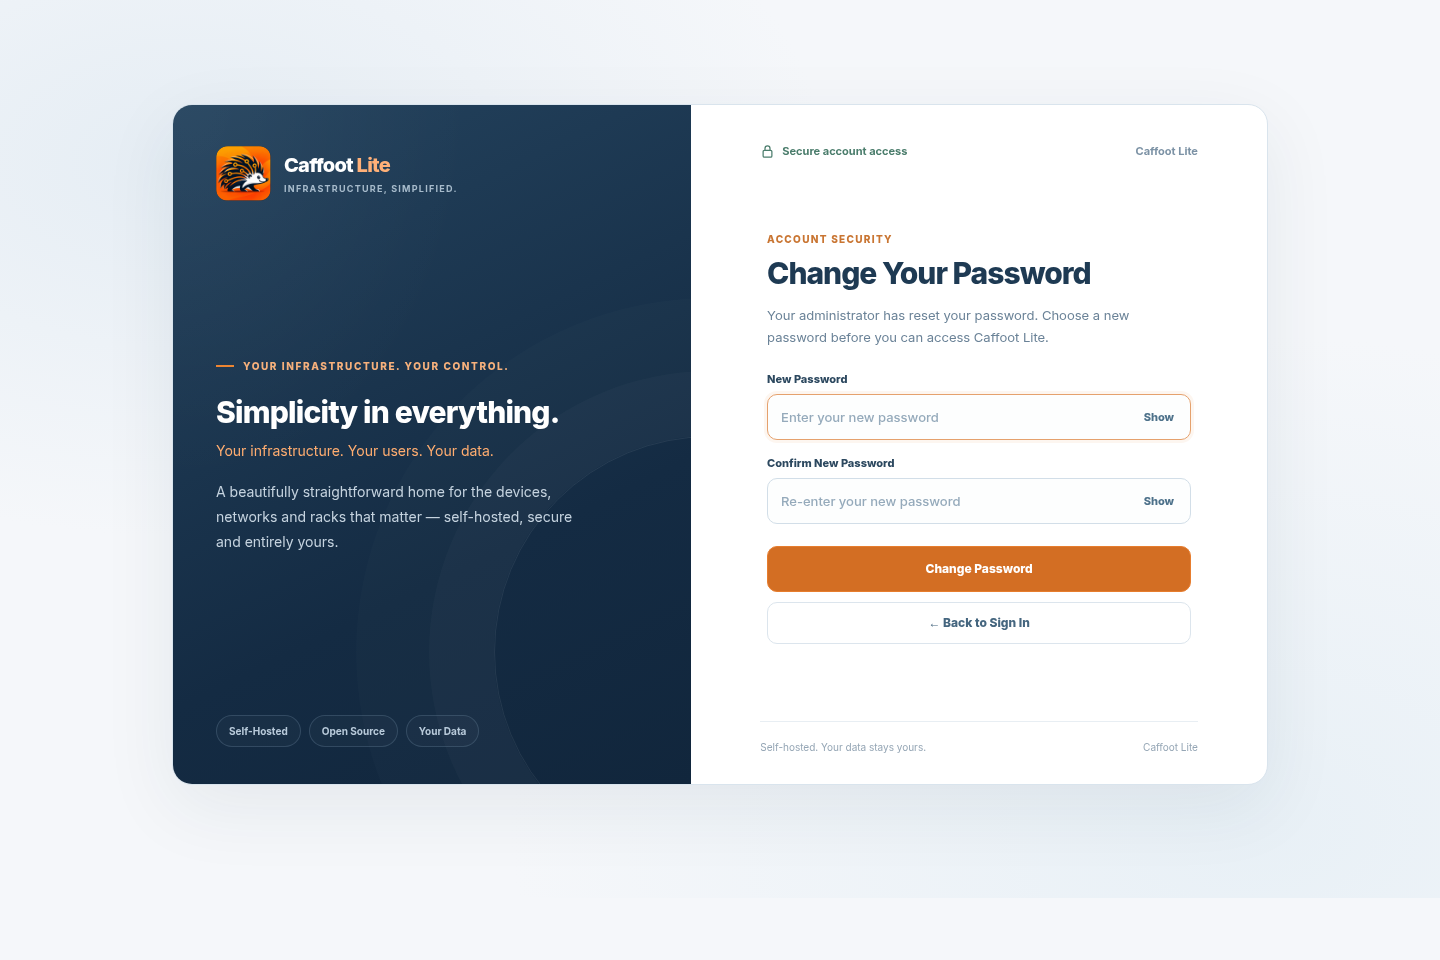 Caffoot Lite
INFRASTRUCTURE, SIMPLIFIED.
YOUR INFRASTRUCTURE. YOUR CONTROL.
Simplicity in everything.
Your infrastructure. Your users. Your data.
A beautifully straightforward home for the devices,
networks and racks that matter — self-hosted, secure
and entirely yours.
Self-Hosted
Open Source
Your Data
Secure account access
Caffoot Lite
ACCOUNT SECURITY
Change Your Password
Your administrator has reset your password. Choose a new
password before you can access Caffoot Lite.
New Password
Enter your new password
Show
Confirm New Password
Re-enter your new password
Show
Change Password
← Back to Sign In
Self-hosted. Your data stays yours.
Caffoot Lite